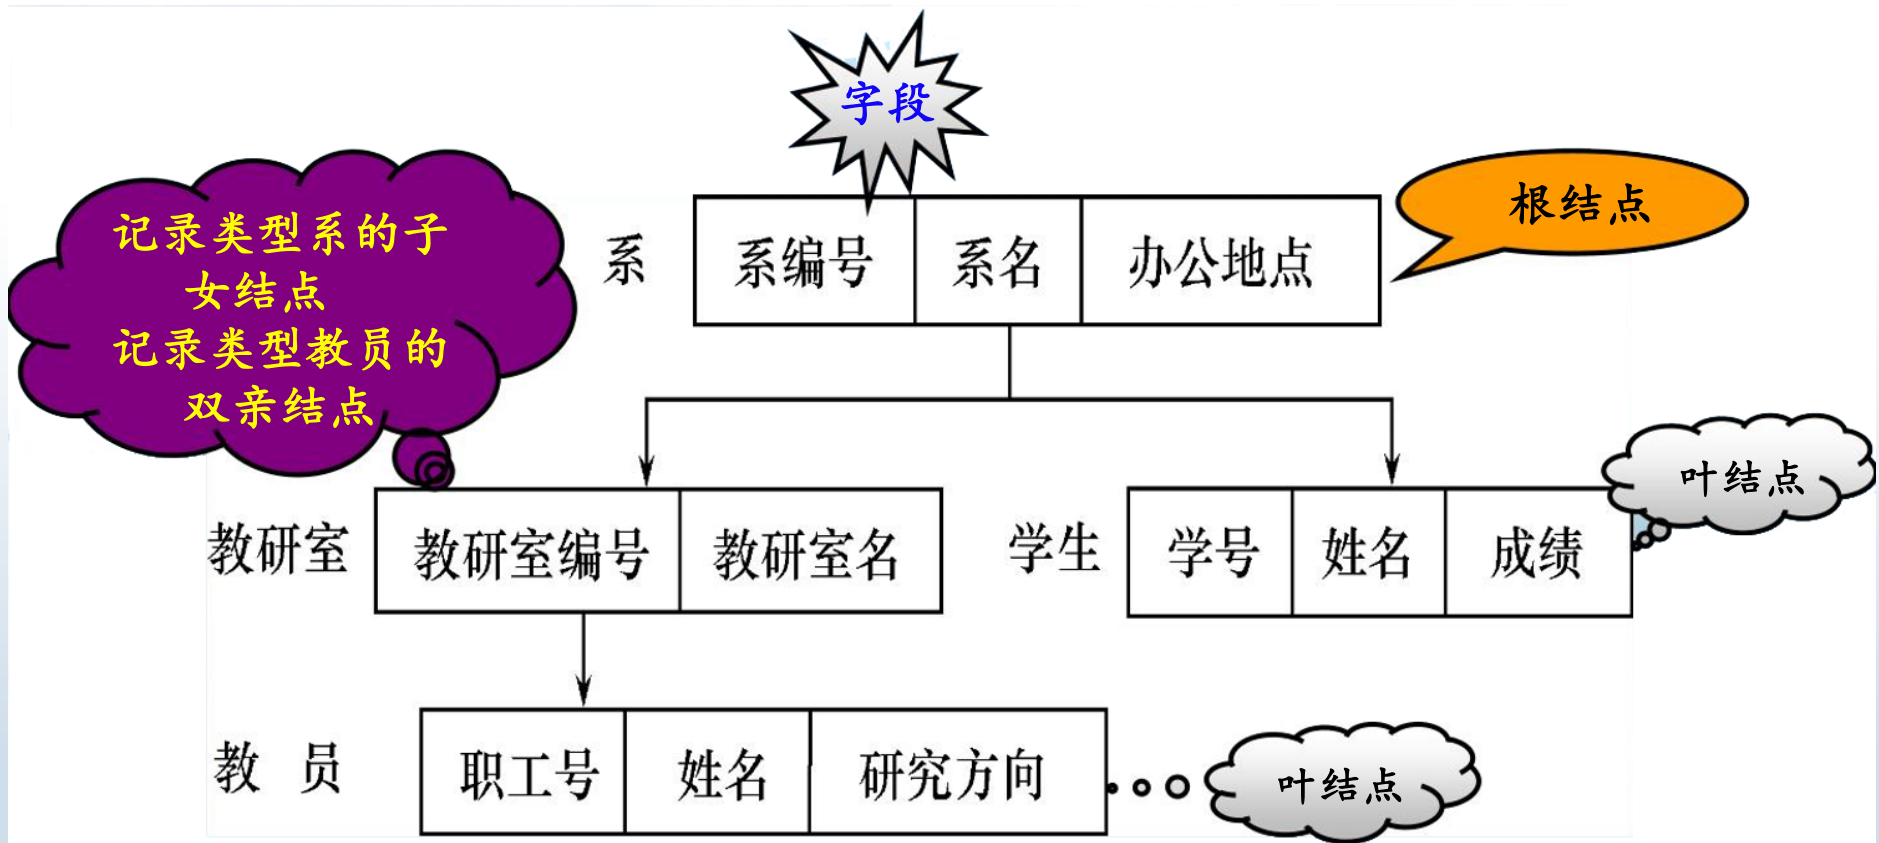 字段
根结点
记录类型系的子
女结点
记录类型教员的
双亲结点
系
系编号 系名 办公地点
叶结点
教研室
教研室编号 教研室名
学生
学号 姓名 成绩
教 员
职工号 姓名 研究方向
叶结点